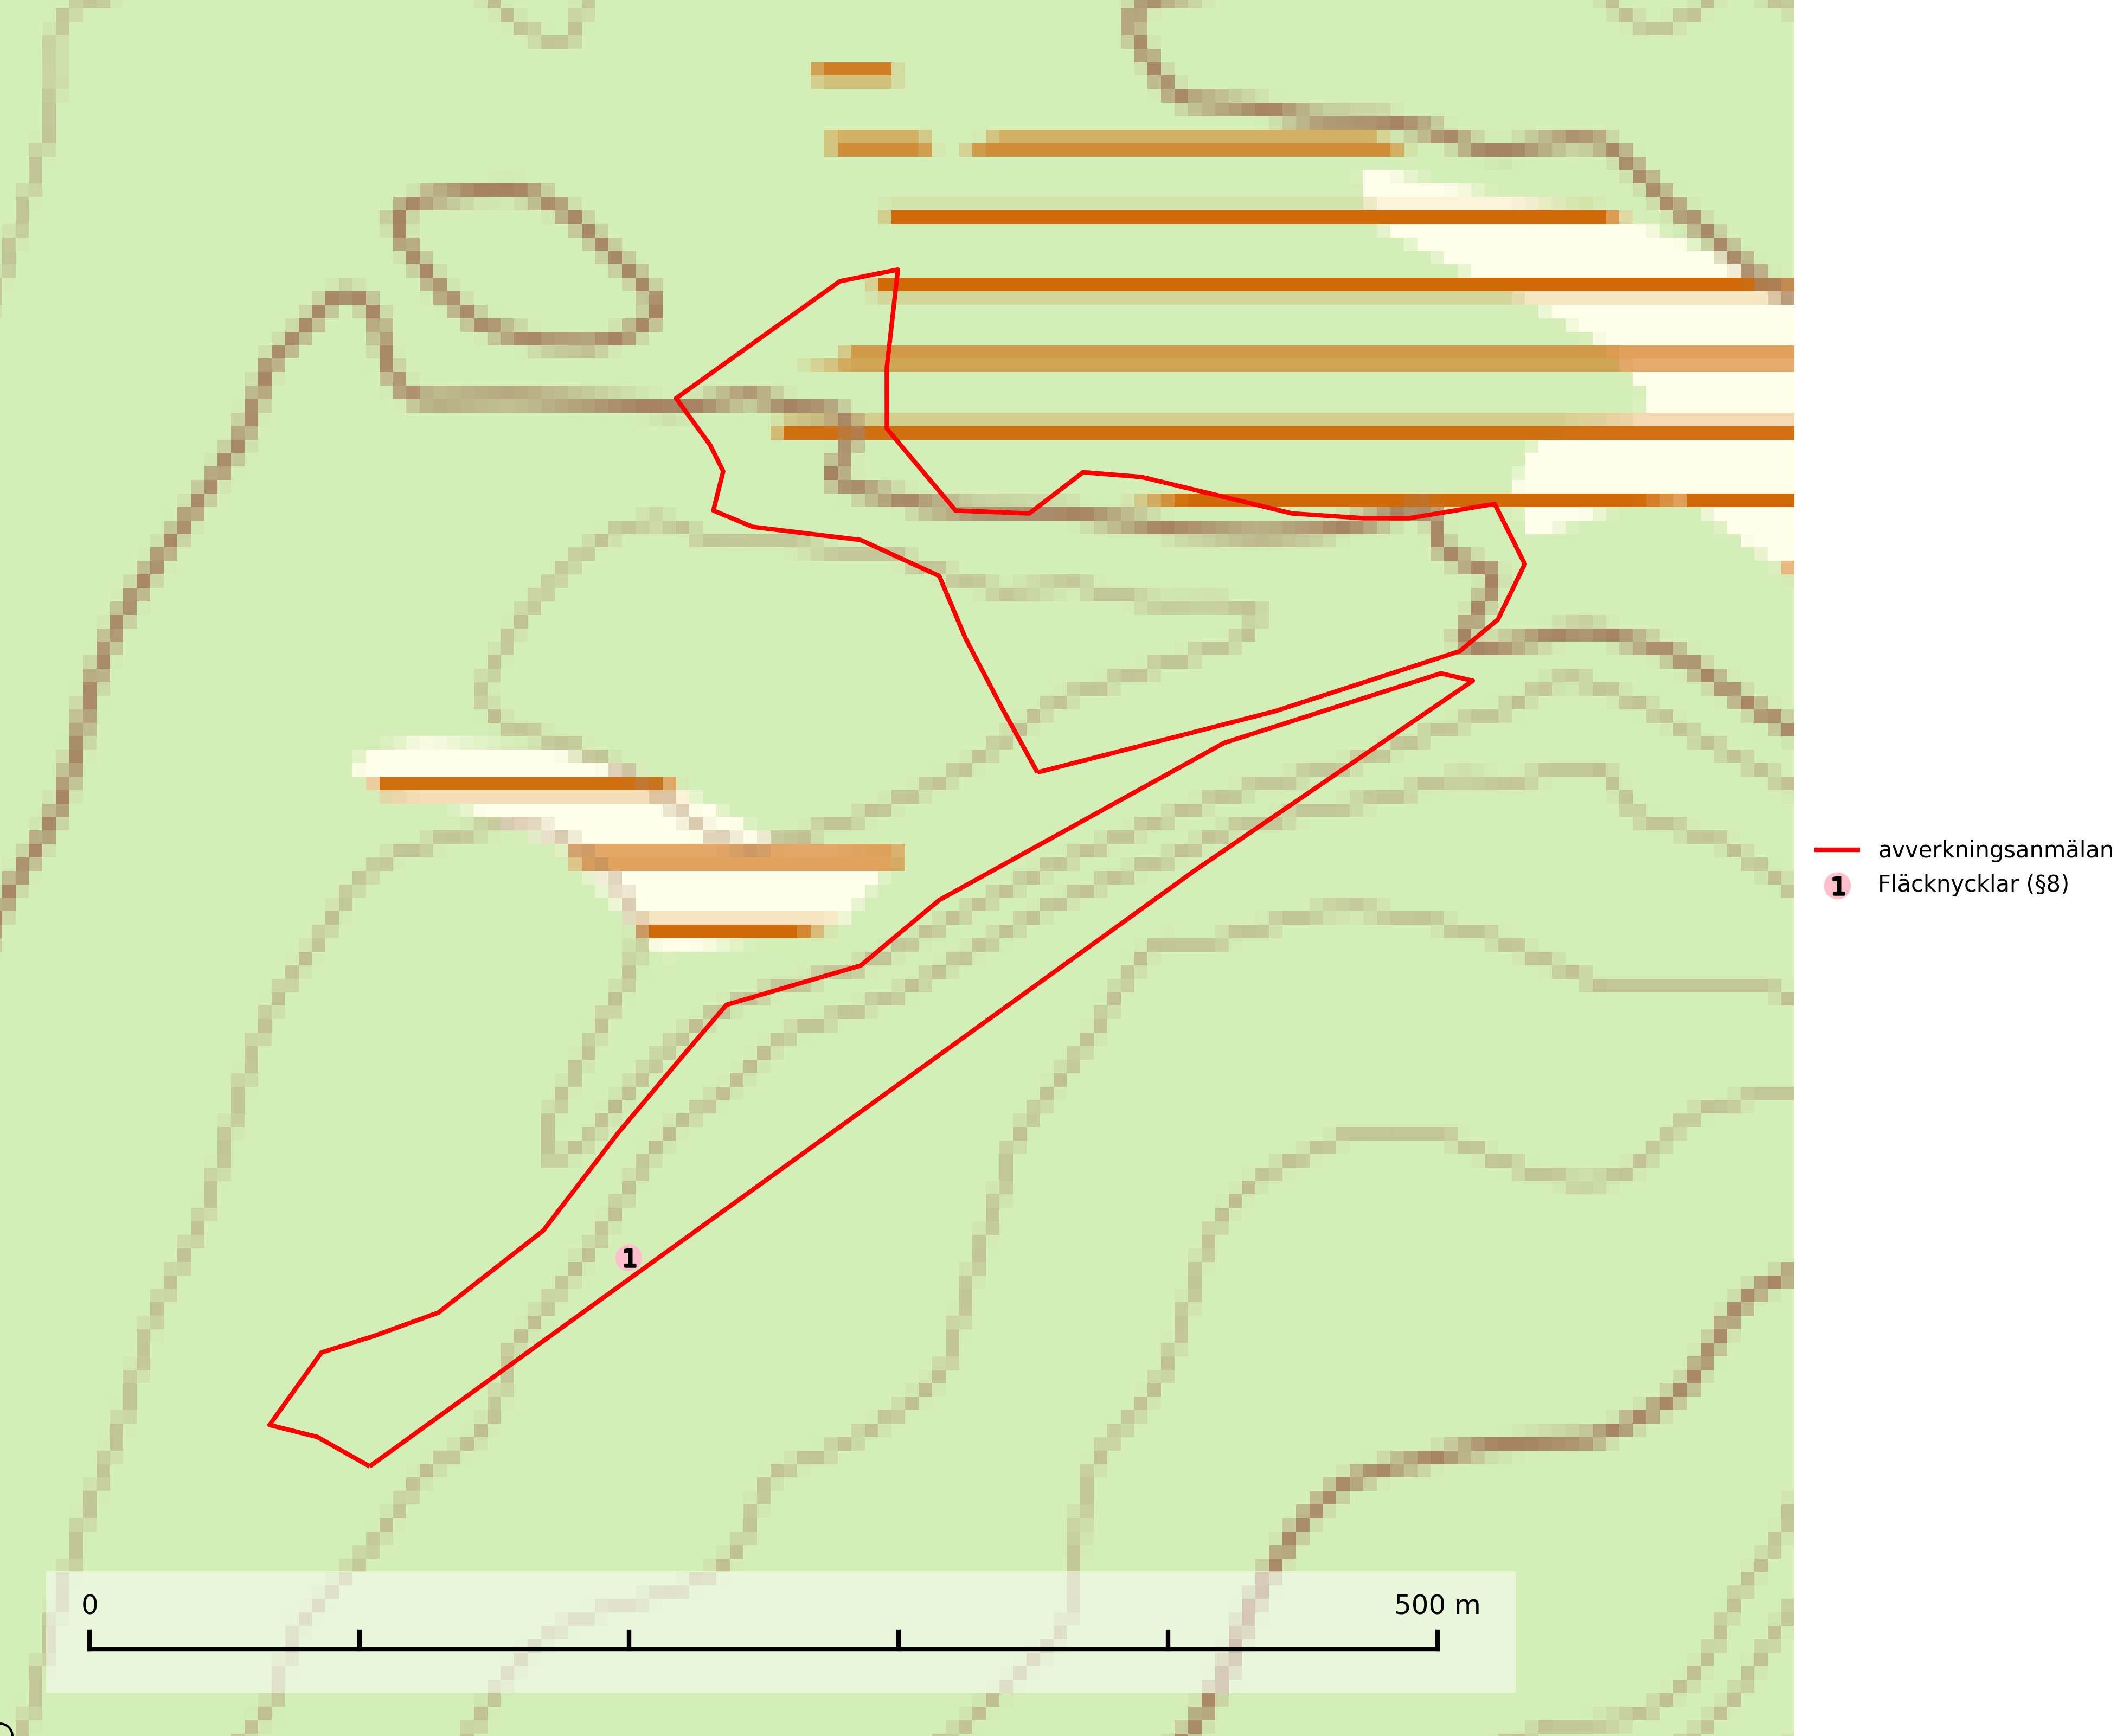 avverkningsanmälan
1 Fläcknycklar (§8)
1
0 500 m